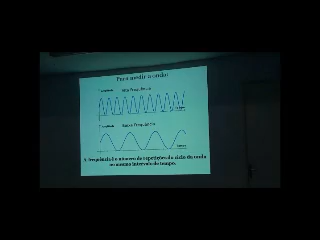 Para medir a onda:
Alta Frequência
Baixa Frequência
A frequência é o número de repetições do ciclo da onda
no mesmo intervalo de tempo.